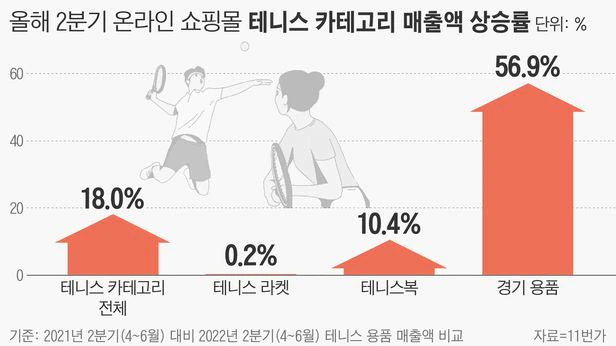 올해 2분기 온라인 쇼핑몰 테니스 카테고리 매출액 상승률 단위: %
60
40
20
0
18.0%
0.2%
10.4%
56.9%
테니스 카테고리
전체
테니스 라켓
테니스복
경기 용품
기준: 2021년 2분기(4~6월) 대비 2022년 2분기(4~6월) 테니스 용품 매출액 비교
자료=11번가